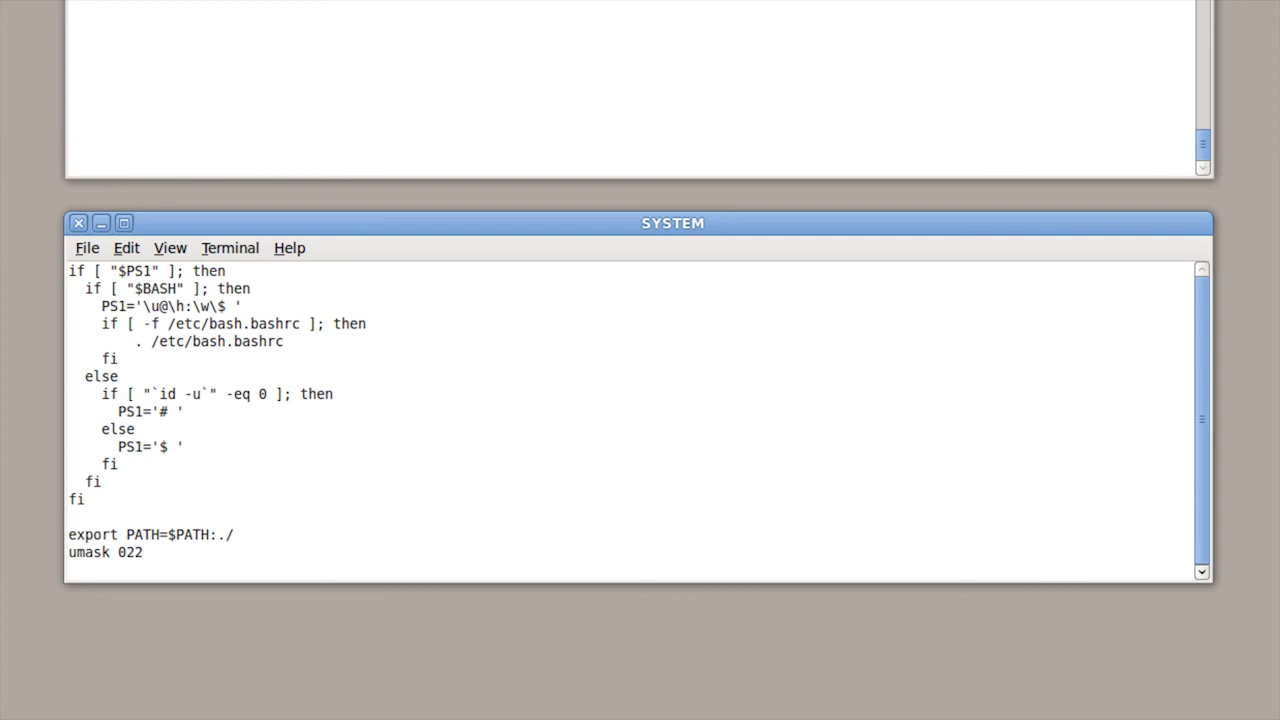 SYSTEM
File Edit View Terminal Help
if [ "$PS1" ]; then
  if [ "$BASH" ]; then
    PS1='\u@\h:\w\$ '
    if [ -f /etc/bash.bashrc ]; then
        . /etc/bash.bashrc
    fi
  else
    if [ "`id -u`" -eq 0 ]; then
      PS1='# '
    else
      PS1='$ '
    fi
  fi
fi

export PATH=$PATH:./
umask 022